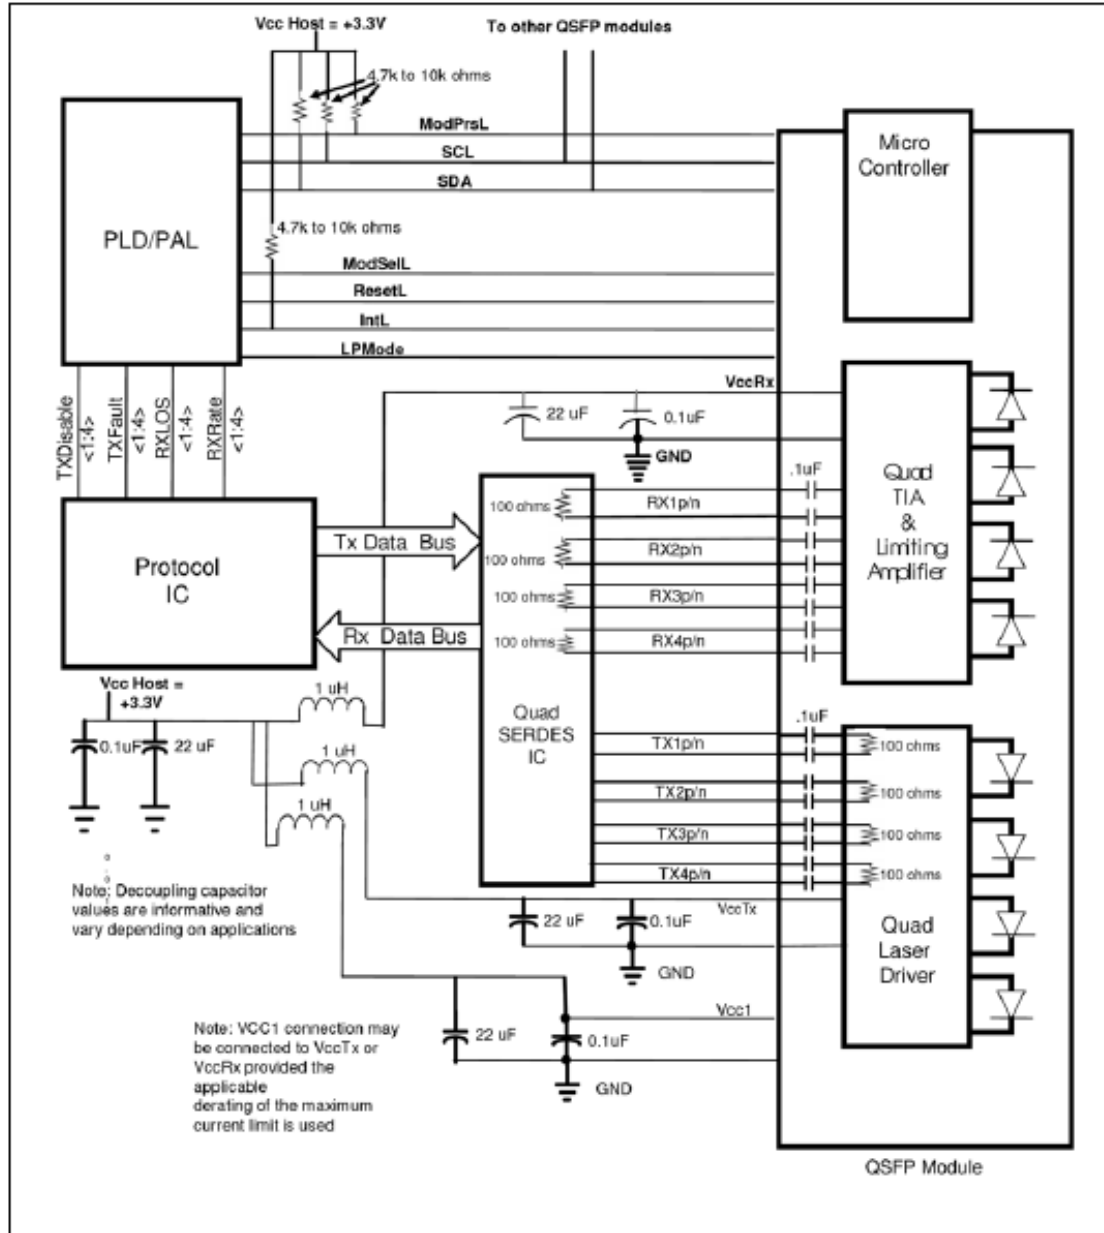 Vcc Host = +3.3V
To other QSFP modules
4.7k to 10k ohms
ModPrsL
SCL
SDA
Micro
Controller
PLD/PAL
4.7k to 10k ohms
ModSelL
ResetL
IntL
LPMode
VccRx
TXDisable
<1:4>
TXFault
<1:4>
RXLOS
<1:4>
RXRate
<1:4>
22 uF
0.1uF
GND
Quad
TIA
&
Limiting
Amplifier
.1uF
100 ohms
RX1p/n
100 ohms
RX2p/n
100 ohms
RX3p/n
100 ohms
RX4p/n
Tx Data Bus
Protocol
IC
Rx Data Bus
Vcc Host =
+3.3V
1 uH
0.1uF
22 uF
1 uH
1 uH
Quad
SERDES
IC
.1uF
TX1p/n
100 ohms
TX2p/n
100 ohms
TX3p/n
100 ohms
TX4p/n
100 ohms
Note: Decoupling capacitor
values are informative and
vary depending on applications
VccTx
22 uF
0.1uF
GND
Quad
Laser
Driver
Vcc1
Note: VCC1 connection may
be connected to VccTx or
VccRx provided the
applicable
derating of the maximum
current limit is used
22 uF
0.1uF
GND
QSFP Module